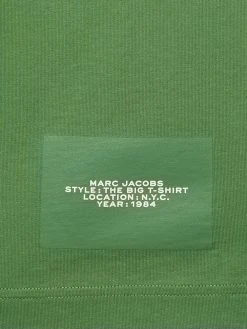 MARC JACOBS
STYLE: THE BIG T-SHIRT
LOCATION: N.Y.C.
YEAR: 1984